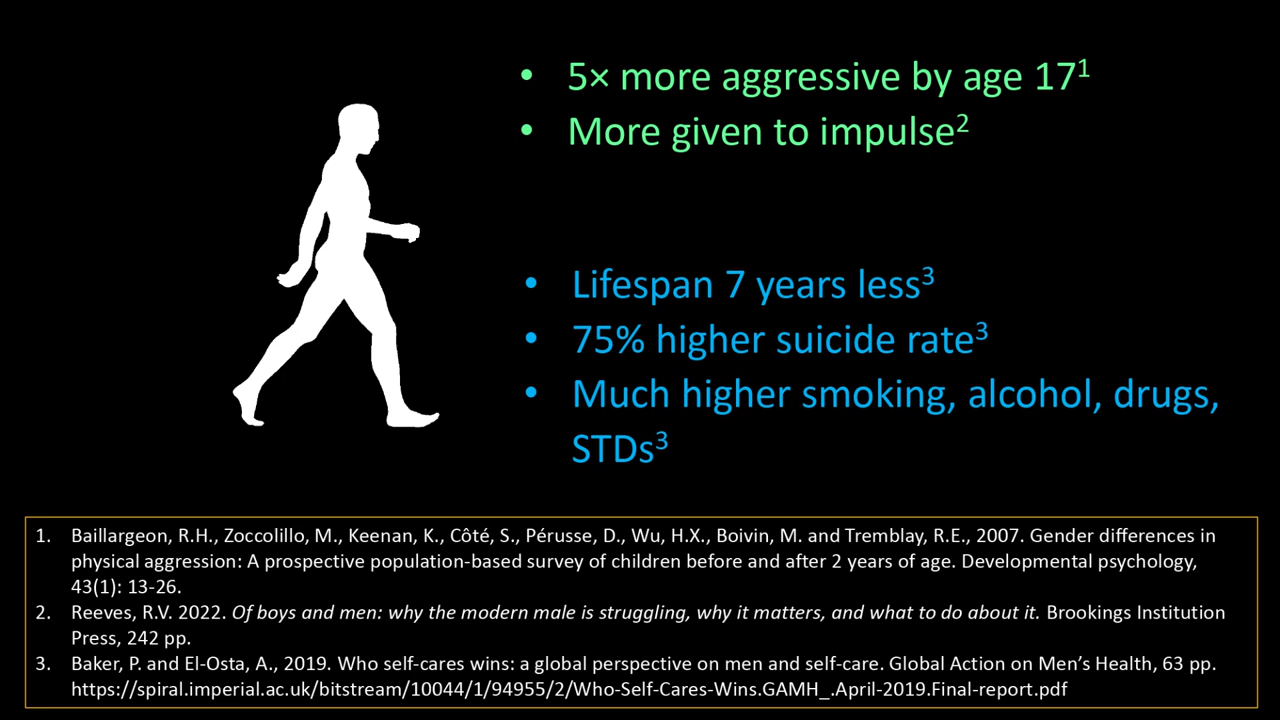 • 5× more aggressive by age 17¹
• More given to impulse²
• Lifespan 7 years less³
• 75% higher suicide rate³
• Much higher smoking, alcohol, drugs,
STDs³
1. Baillargeon, R.H., Zoccolillo, M., Keenan, K., Côté, S., Pérusse, D., Wu, H.X., Boivin, M. and Tremblay, R.E., 2007. Gender differences in
physical aggression: A prospective population-based survey of children before and after 2 years of age. Developmental psychology,
43(1): 13-26.
2. Reeves, R.V. 2022. Of boys and men: why the modern male is struggling, why it matters, and what to do about it. Brookings Institution
Press, 242 pp.
3. Baker, P. and El-Osta, A., 2019. Who self-cares wins: a global perspective on men and self-care. Global Action on Men’s Health, 63 pp.
https://spiral.imperial.ac.uk/bitstream/10044/1/94955/2/Who-Self-Cares-Wins.GAMH_.April-2019.Final-report.pdf